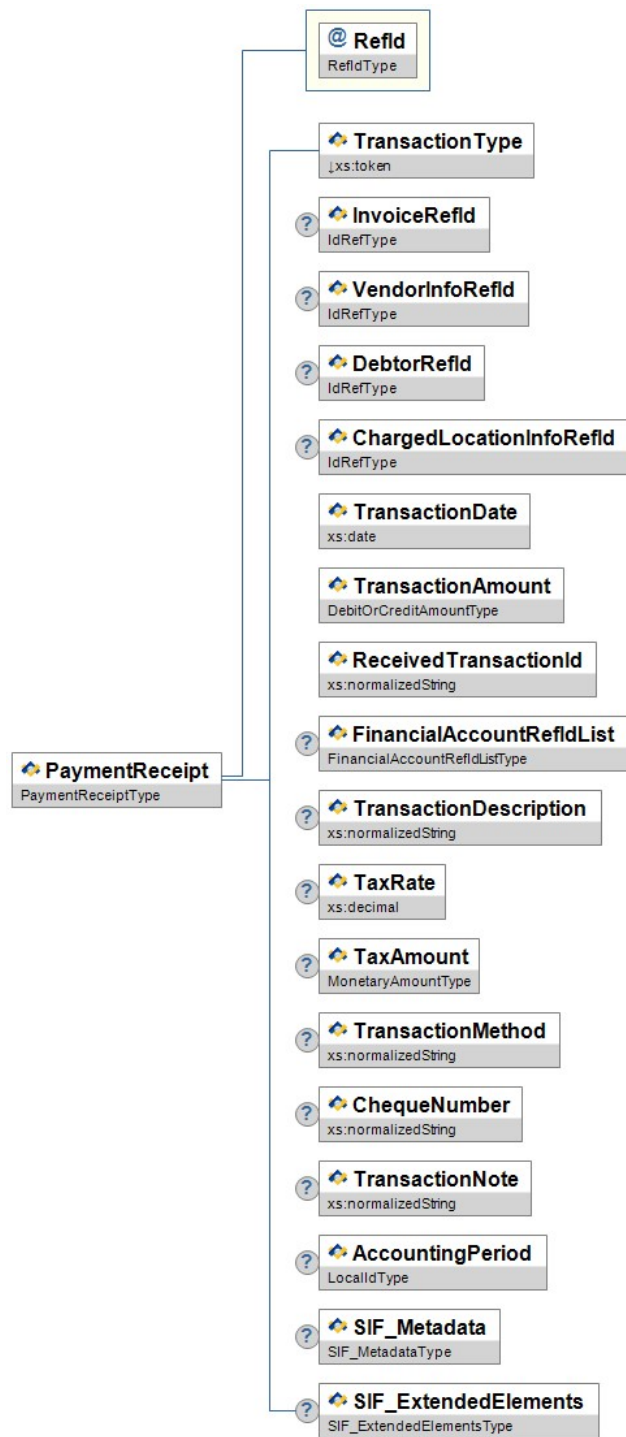 @ RefId
RefIdType
TransactionType
↓xs:token
? InvoiceRefId
IdRefType
? VendorInfoRefId
IdRefType
? DebtorRefId
IdRefType
? ChargedLocationInfoRefId
IdRefType
TransactionDate
xs:date
TransactionAmount
DebitOrCreditAmountType
ReceivedTransactionId
xs:normalizedString
PaymentReceipt
PaymentReceiptType
? FinancialAccountRefIdList
FinancialAccountRefIdListType
? TransactionDescription
xs:normalizedString
? TaxRate
xs:decimal
? TaxAmount
MonetaryAmountType
? TransactionMethod
xs:normalizedString
? ChequeNumber
xs:normalizedString
? TransactionNote
xs:normalizedString
? AccountingPeriod
LocalIdType
? SIF_Metadata
SIF_MetadataType
? SIF_ExtendedElements
SIF_ExtendedElementsType